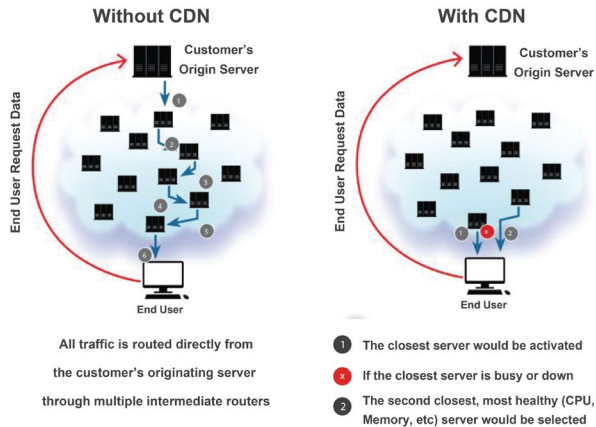 Without CDN
Customer's
Origin Server
End User Request Data
1
2
3
4
5
6
End User
All traffic is routed directly from
the customer's originating server
through multiple intermediate routers
With CDN
Customer's
Origin Server
End User Request Data
1
x
2
End User
1 The closest server would be activated
x If the closest server is busy or down
2 The second closest, most healthy (CPU,
Memory, etc) server would be selected